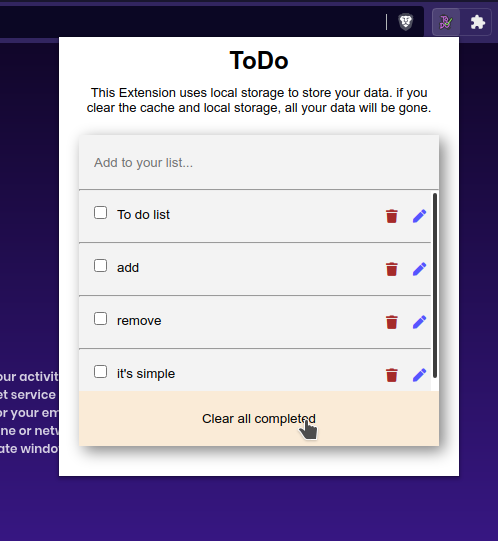 ToDo
This Extension uses local storage to store your data. if you
clear the cache and local storage, all your data will be gone.
Add to your list...
To do list
add
remove
it's simple
Clear all completed
our activit
et service
or your em
ne or netw
ate windo